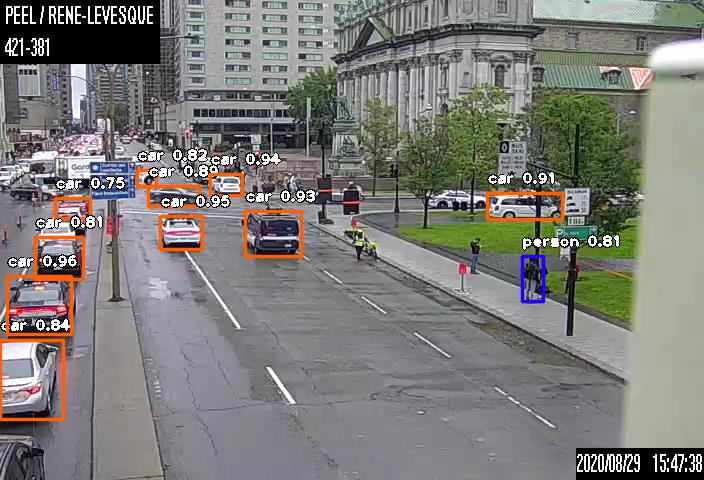 PEEL / RENE-LEVESQUE
421-381
car 0.82
car 0.94
car 0.89
car 0.75
car 0.95
car 0.93
car 0.91
car 0.81
person 0.81
car 0.96
car 0.84
BUS
2020/08/29 15:47:38